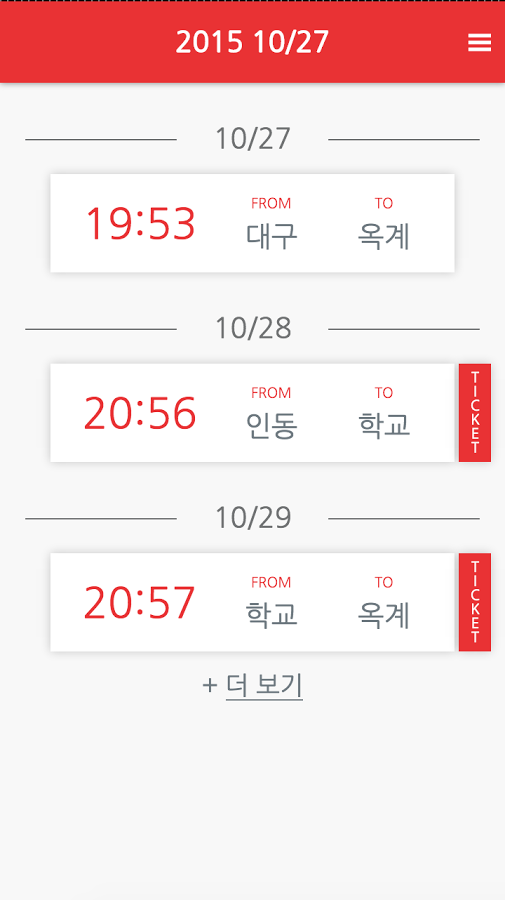 2015 10/27
10/27
19:53
FROM
대구
TO
옥계
10/28
20:56
FROM
인동
TO
학교
TICKET
10/29
20:57
FROM
학교
TO
옥계
TICKET
+ 더 보기